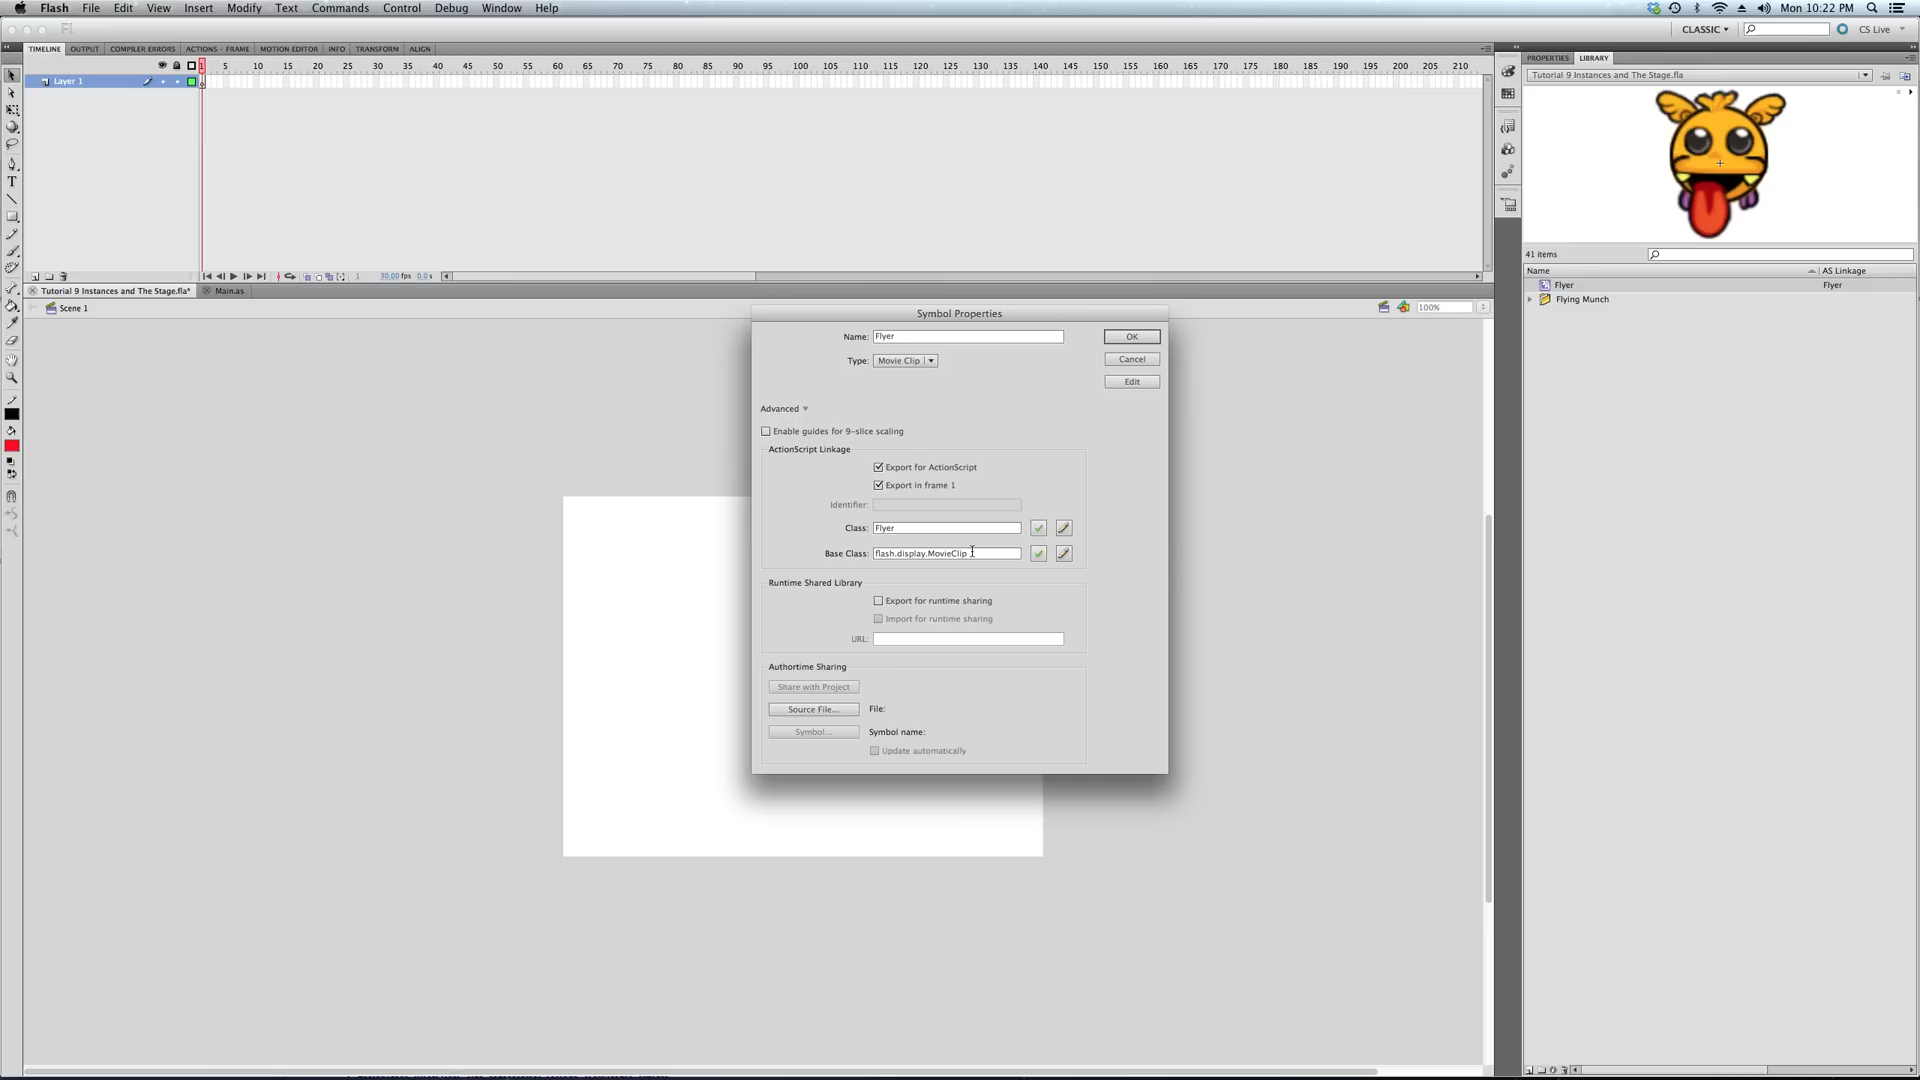 Flash File Edit View Insert Modify Text Commands Control Debug Window Help Mon 10:22 PM
Fl CLASSIC CS Live
TIMELINE OUTPUT COMPILER ERRORS ACTIONS - FRAME MOTION EDITOR INFO TRANSFORM ALIGN
PROPERTIES LIBRARY
1 5 10 15 20 25 30 35 40 45 50 55 60 65 70 75 80 85 90 95 100 105 110 115 120 125 130 135 140 145 150 155 160 165 170 175 180 185 190 195 200 205 210
Tutorial 9 Instances and The Stage.fla
Layer 1
41 items
Name AS Linkage
Flyer Flyer
Flying Munch
1 30.00 fps 0.0 s
Tutorial 9 Instances and The Stage.fla* Main.as
Scene 1 100%
Symbol Properties
Name: Flyer OK
Type: Movie Clip Cancel
Edit
Advanced
Enable guides for 9-slice scaling
ActionScript Linkage
Export for ActionScript
Export in frame 1
Identifier:
Class: Flyer
Base Class: flash.display.MovieClip
Runtime Shared Library
Export for runtime sharing
Import for runtime sharing
URL:
Authortime Sharing
Share with Project
Source File... File:
Symbol... Symbol name:
Update automatically